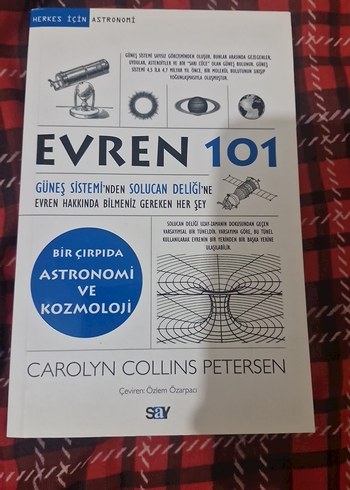 HERKES İÇİN ASTRONOMİ
GÜNEŞ SİSTEMİ SAYISIZ GÖKCİSMİNDEN OLUŞUR. BUNLAR ARASINDA GEZEGENLER,
UYDULAR, ASTEROİTLER VE BİR "SARI CÜCE" OLAN GÜNEŞ BULUNUR. GÜNEŞ
SİSTEMİ 4,5 İLA 4,7 MİLYAR YIL ÖNCE, BİR MOLEKÜL BULUTUNUN SIKIŞIP
YOĞUNLAŞMASIYLA OLUŞMUŞTUR.
EVREN 101
GÜNEŞ SİSTEMİ'NDEN SOLUCAN DELİĞİ'NE
EVREN HAKKINDA BİLMENİZ GEREKEN HER ŞEY
SOLUCAN DELİĞİ UZAY-ZAMANIN DOKUSUNDAN GEÇEN
VARSAYIMSAL BİR TÜNELDİR. VARSAYIMA GÖRE, BU TÜNEL
KULLANILARAK EVRENİN BİR YERİNDEN BİR BAŞKA YERİNE
ULAŞILABİLİR.
BİR ÇIRPIDA
ASTRONOMİ
VE
KOZMOLOJİ
CAROLYN COLLINS PETERSEN
Çeviren: Özlem Özarpacı
say